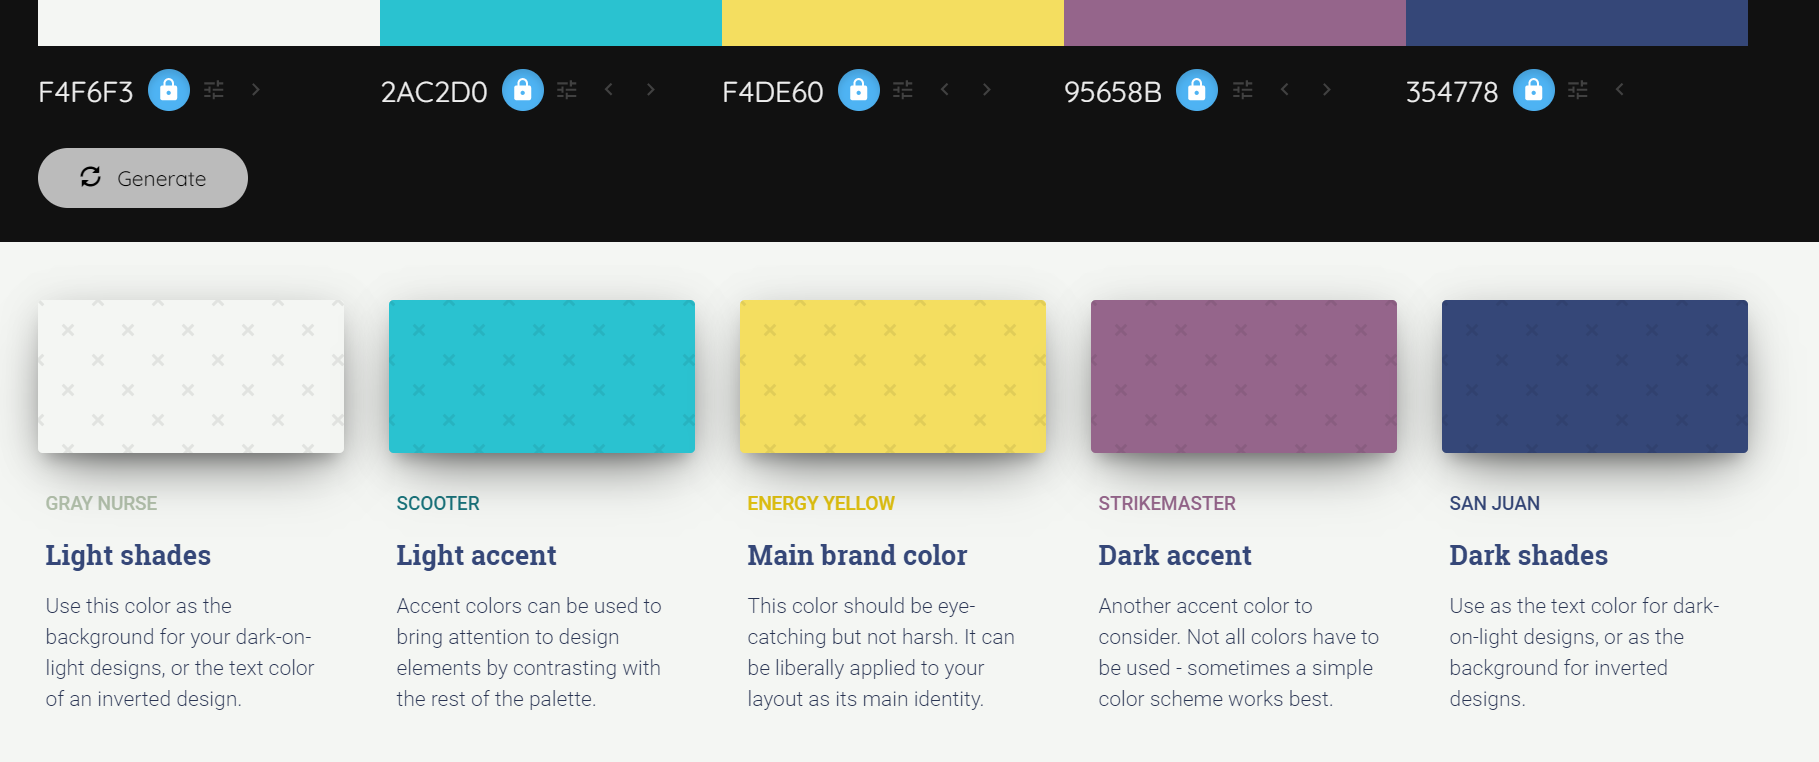 F4F6F3
2AC2D0
F4DE60
95658B
354778
Generate
GRAY NURSE
Light shades
Use this color as the
background for your dark-on-
light designs, or the text color
of an inverted design.
SCOOTER
Light accent
Accent colors can be used to
bring attention to design
elements by contrasting with
the rest of the palette.
ENERGY YELLOW
Main brand color
This color should be eye-
catching but not harsh. It can
be liberally applied to your
layout as its main identity.
STRIKEMASTER
Dark accent
Another accent color to
consider. Not all colors have to
be used - sometimes a simple
color scheme works best.
SAN JUAN
Dark shades
Use as the text color for dark-
on-light designs, or as the
background for inverted
designs.